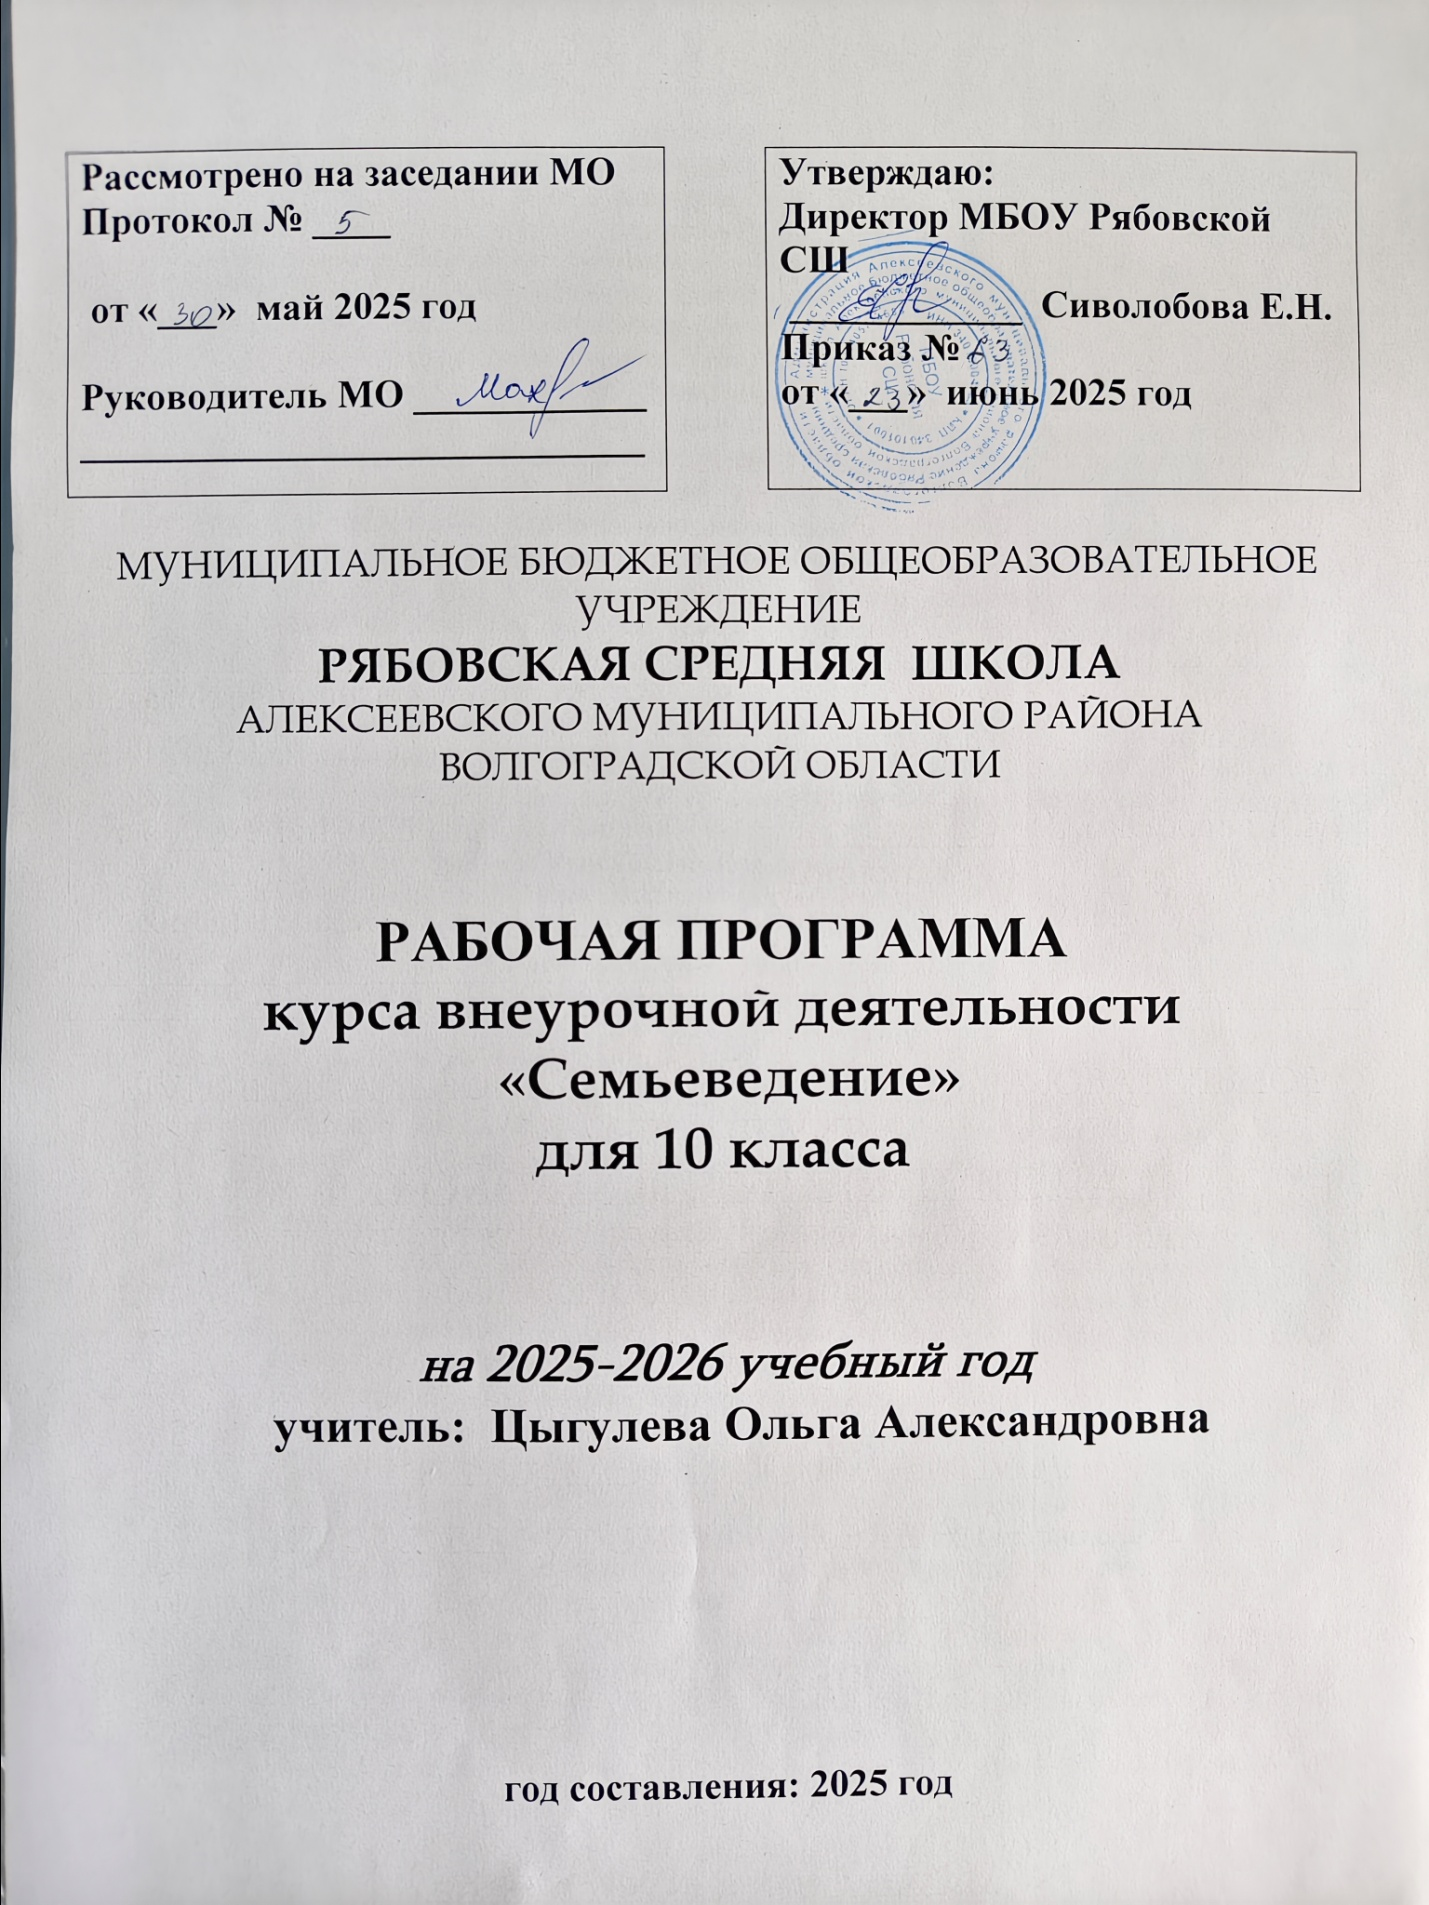 Рассмотрено на заседании МО
Протокол № 5
от «30» май 2025 год
Руководитель МО
Утверждаю:
Директор МБОУ Рябовской
СШ
Сиволобова Е.Н.
Приказ № 83
от «23» июнь 2025 год
МУНИЦИПАЛЬНОЕ БЮДЖЕТНОЕ ОБЩЕОБРАЗОВАТЕЛЬНОЕ
УЧРЕЖДЕНИЕ
РЯБОВСКАЯ СРЕДНЯЯ ШКОЛА
АЛЕКСЕЕВСКОГО МУНИЦИПАЛЬНОГО РАЙОНА
ВОЛГОГРАДСКОЙ ОБЛАСТИ
РАБОЧАЯ ПРОГРАММА
курса внеурочной деятельности
«Семьеведение»
для 10 класса
на 2025-2026 учебный год
учитель: Цыгулева Ольга Александровна
год составления: 2025 год